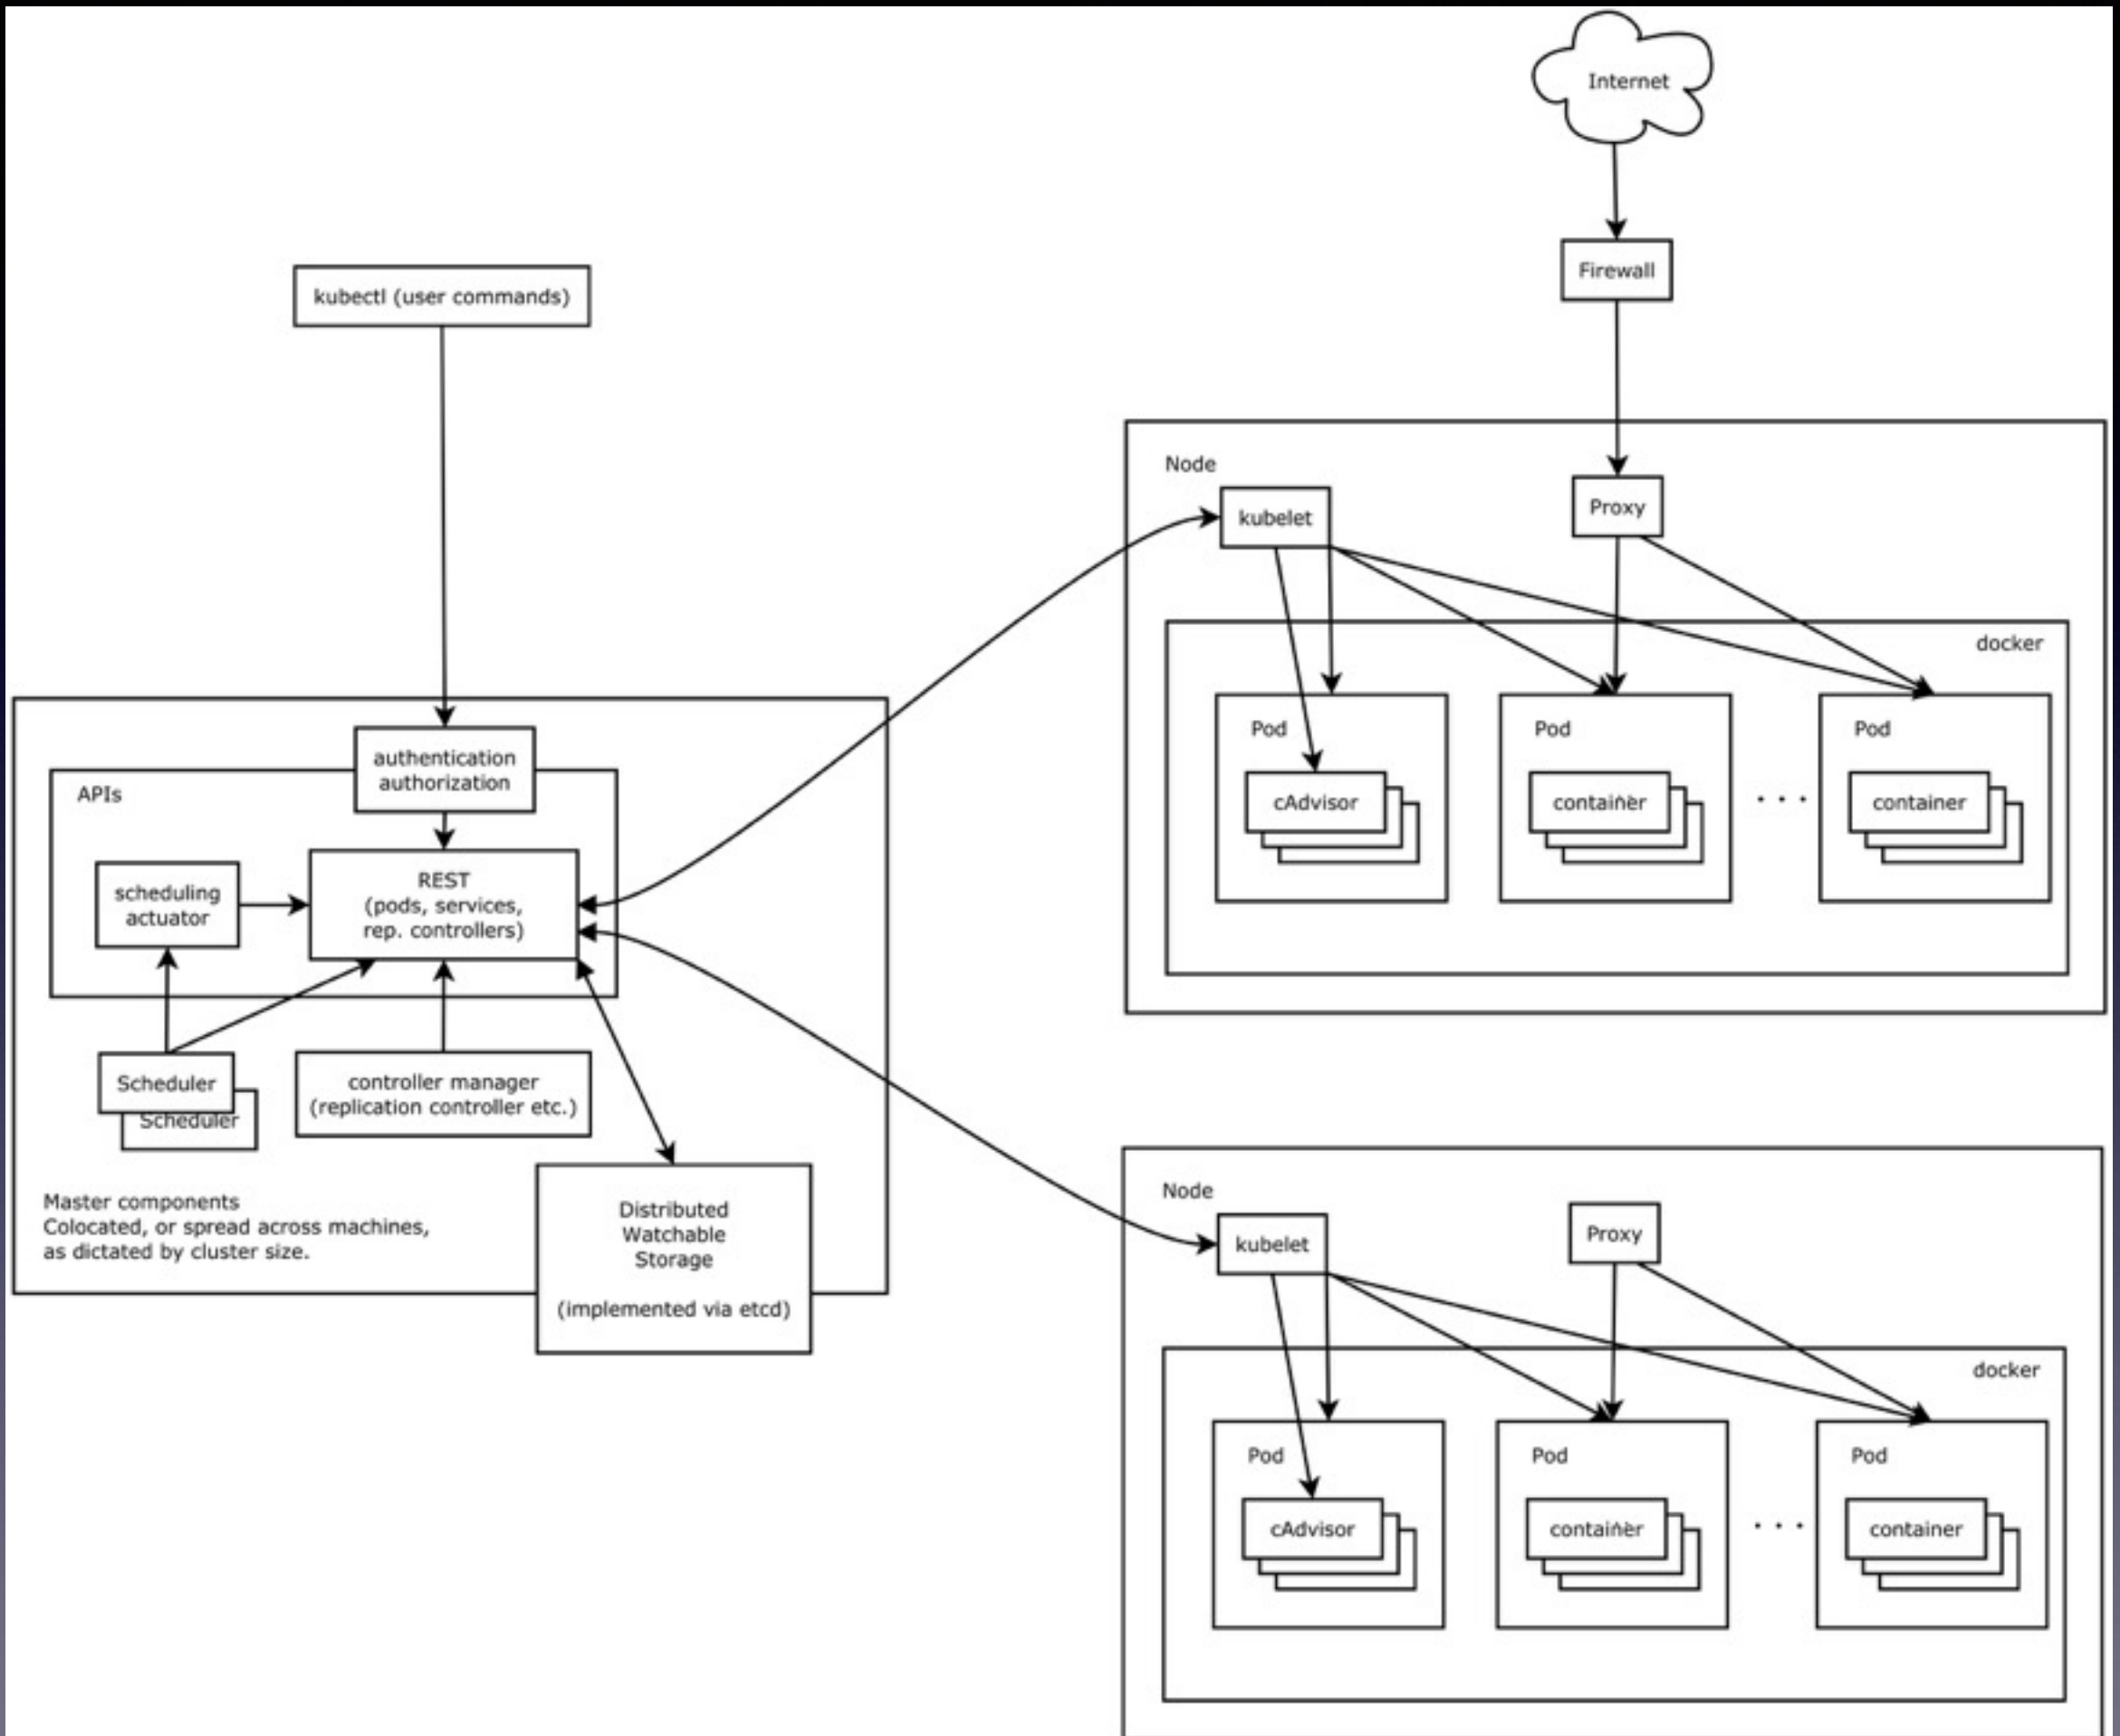 Internet
Firewall
kubectl (user commands)
Node
kubelet
Proxy
docker
Pod
cAdvisor
Pod
container
. . .
Pod
container
authentication
authorization
APIs
scheduling
actuator
REST
(pods, services,
rep. controllers)
Scheduler
Scheduler
controller manager
(replication controller etc.)
Master components
Colocated, or spread across machines,
as dictated by cluster size.
Distributed
Watchable
Storage
(implemented via etcd)
Node
kubelet
Proxy
docker
Pod
cAdvisor
Pod
container
. . .
Pod
container